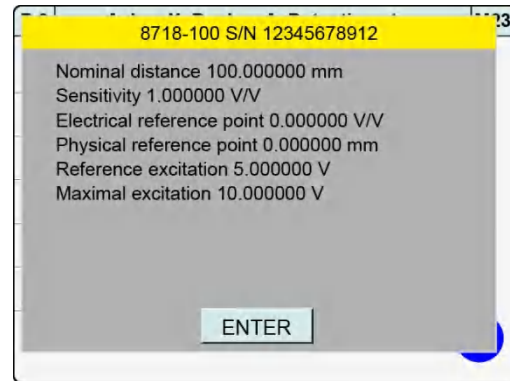 8718-100 S/N 12345678912
Nominal distance 100.000000 mm
Sensitivity 1.000000 V/V
Electrical reference point 0.000000 V/V
Physical reference point 0.000000 mm
Reference excitation 5.000000 V
Maximal excitation 10.000000 V
ENTER